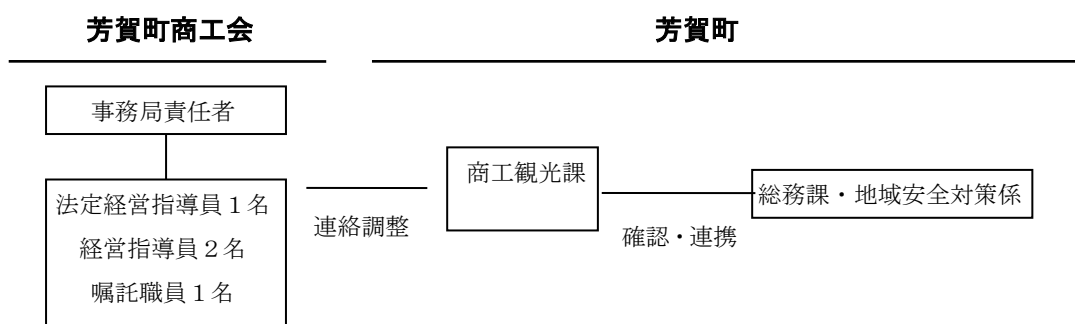 芳賀町商工会
芳賀町
事務局責任者
法定経営指導員１名
経営指導員２名
嘱託職員１名
連絡調整
商工観光課
確認・連携
総務課・地域安全対策係